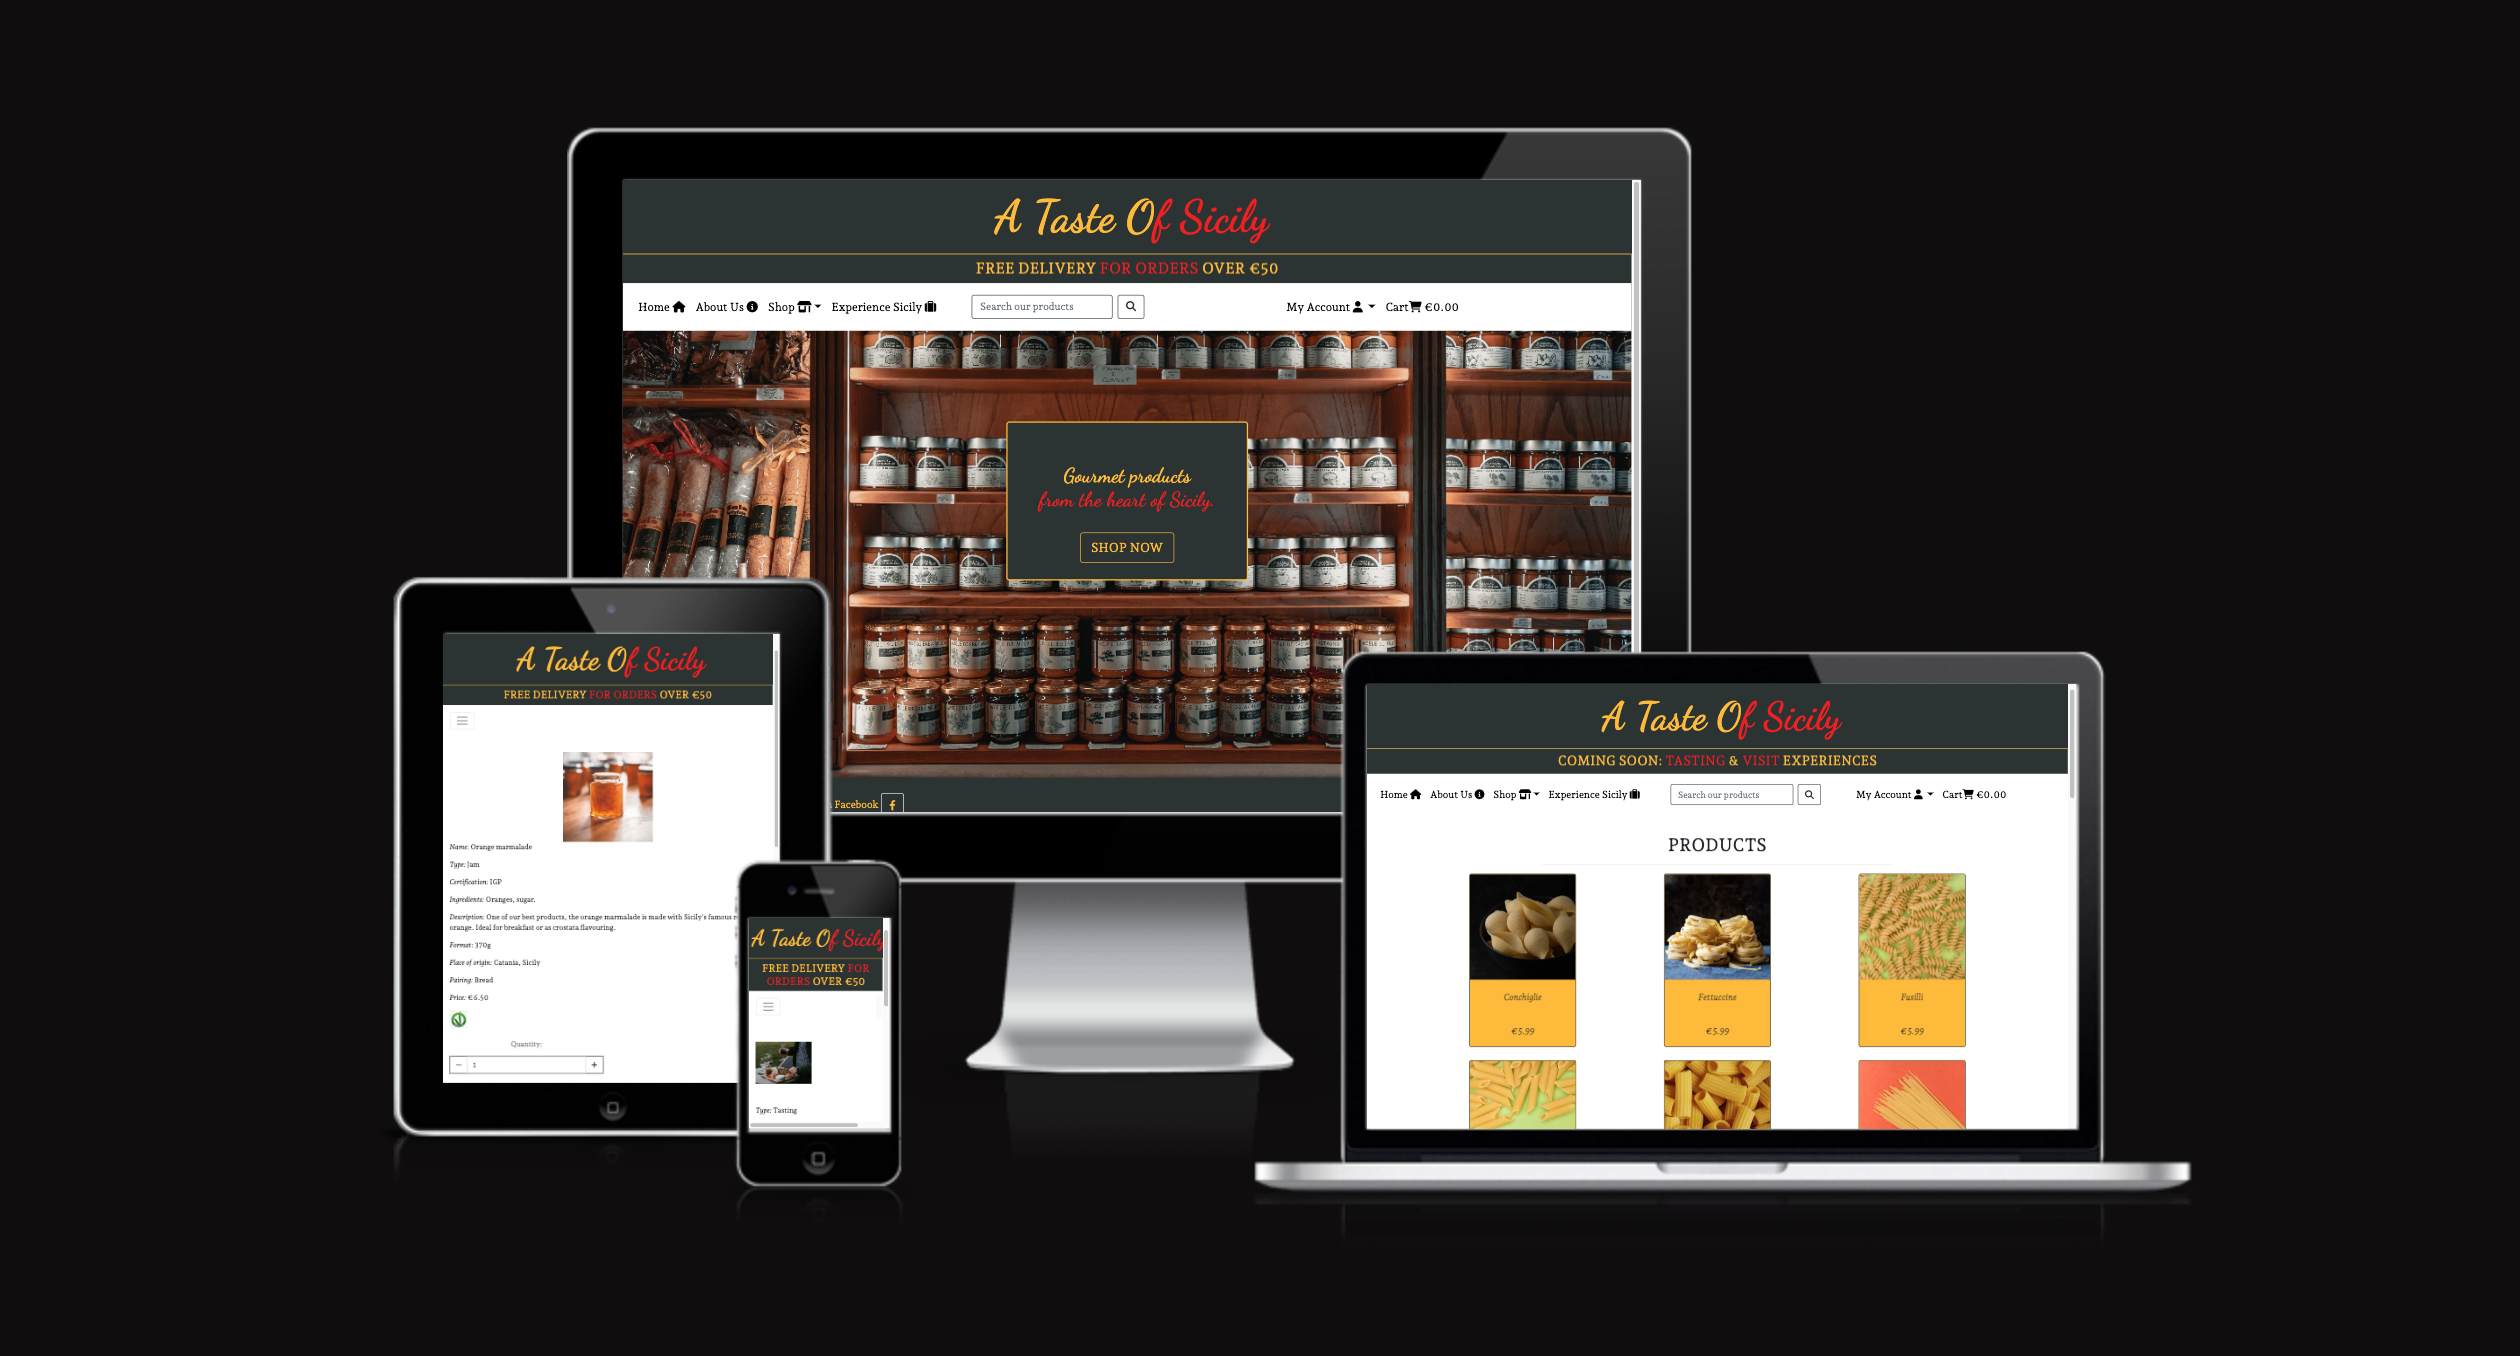 A Taste Of Sicily
FREE DELIVERY FOR ORDERS OVER €50
Home About Us Shop Experience Sicily Search our products My Account Cart €0.00
Gourmet products
from the heart of Sicily.
SHOP NOW
Facebook
A Taste Of Sicily
FREE DELIVERY FOR ORDERS OVER €50
Name: Orange marmalade
Type: Jam
Certification: IGP
Ingredients: Oranges, sugar.
Description: One of our best products, the orange marmalade is made with Sicily's famous
orange. Ideal for breakfast or as crostata flavouring.
Format: 370g
Place of origin: Catania, Sicily
Pairing: Bread
Price: €6.50
Quantity:
1
A Taste Of Sicily
FREE DELIVERY FOR
ORDERS OVER €50
Type: Tasting
A Taste Of Sicily
COMING SOON: TASTING & VISIT EXPERIENCES
Home About Us Shop Experience Sicily Search our products My Account Cart €0.00
PRODUCTS
Conchiglie Fettuccine Fusilli
€5.99 €5.99 €5.99